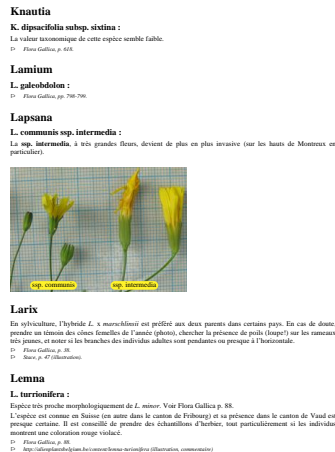 Knautia
K. dipsacifolia subsp. sixtina :
La valeur taxonomique de cette espèce semble faible.
Flora Gallica, p. 618.
Lamium
L. galeobdolon :
Flora Gallica, pp. 798-799.
Lapsana
L. communis ssp. intermedia :
La ssp. intermedia, à très grandes fleurs, devient de plus en plus invasive (sur les hauts de Montreux en
particulier).
ssp. communis ssp. intermedia
Larix
En sylviculture, l'hybride L. x marschlinsii est préféré aux deux parents dans certains pays. En cas de doute,
prendre un témoin des cônes femelles de l'année (photo), chercher la présence de poils (loupe!) sur les rameaux
très jeunes, et noter si les branches des individus adultes sont pendantes ou presque à l'horizontale.
Flora Gallica, p. 38.
Stace, p. 47 (illustration).
Lemna
L. turrionifera :
Espèce très proche morphologiquement de L. minor. Voir Flora Gallica p. 88.
L'espèce est connue en Suisse (en autre dans le canton de Fribourg) et sa présence dans le canton de Vaud est
presque certaine. Il est conseillé de prendre des échantillons d'herbier, tout particulièrement si les individus
montrent une coloration rouge violacé.
Flora Gallica, p. 88.
http://alienplantsbelgium.be/content/lemna-turionifera (illustration, commentaire)